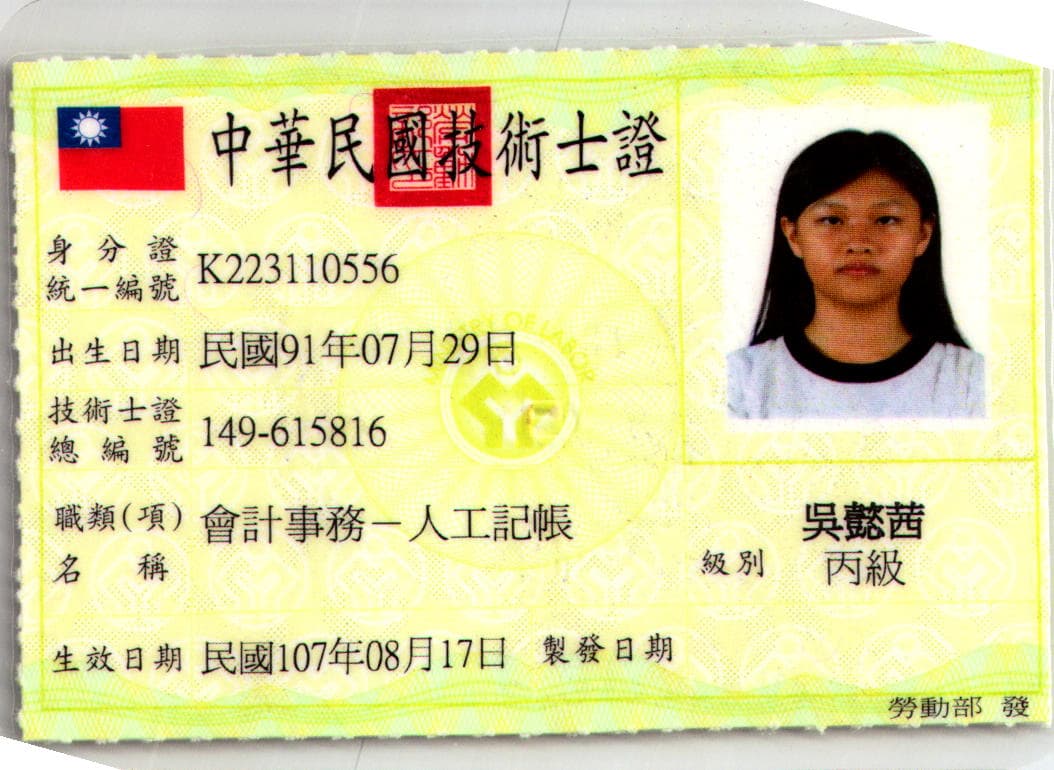 中華民國技術士證
身分證
統一編號 K223110556
出生日期 民國91年07月29日
技術士證
總編號 149-615816
職類(項)
名稱 會計事務－人工記帳
吳懿茜
級別 丙級
生效日期 民國107年08月17日 製發日期
勞動部 發
MINISTRY OF LABOR